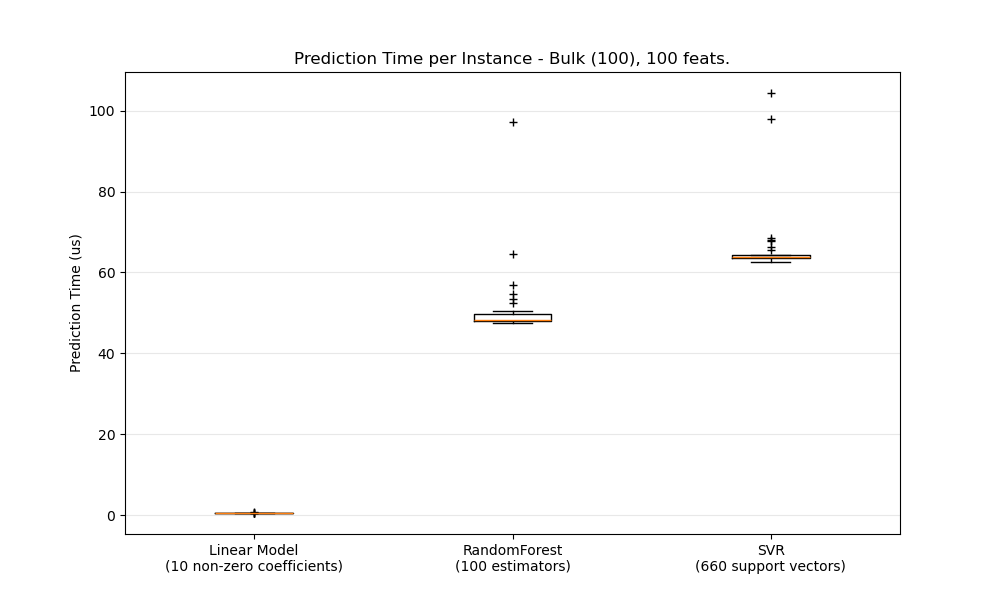 Prediction Time per Instance - Bulk (100), 100 feats.
Prediction Time (us)
100
80
60
40
20
0
Linear Model
(10 non-zero coefficients)
RandomForest
(100 estimators)
SVR
(660 support vectors)